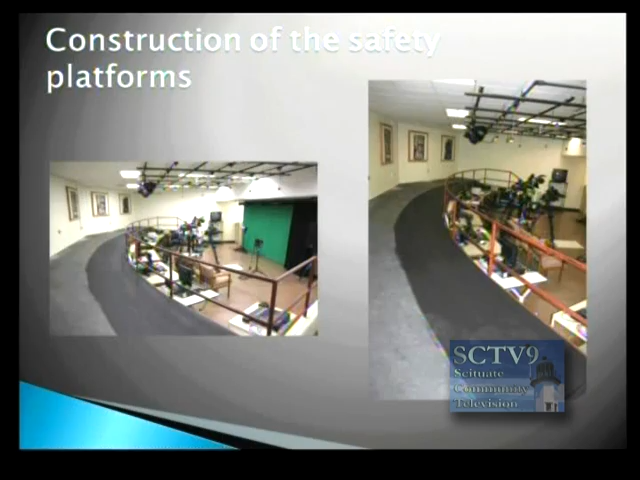 Construction of the safety
platforms
SCTV9
Scituate
Community
Television